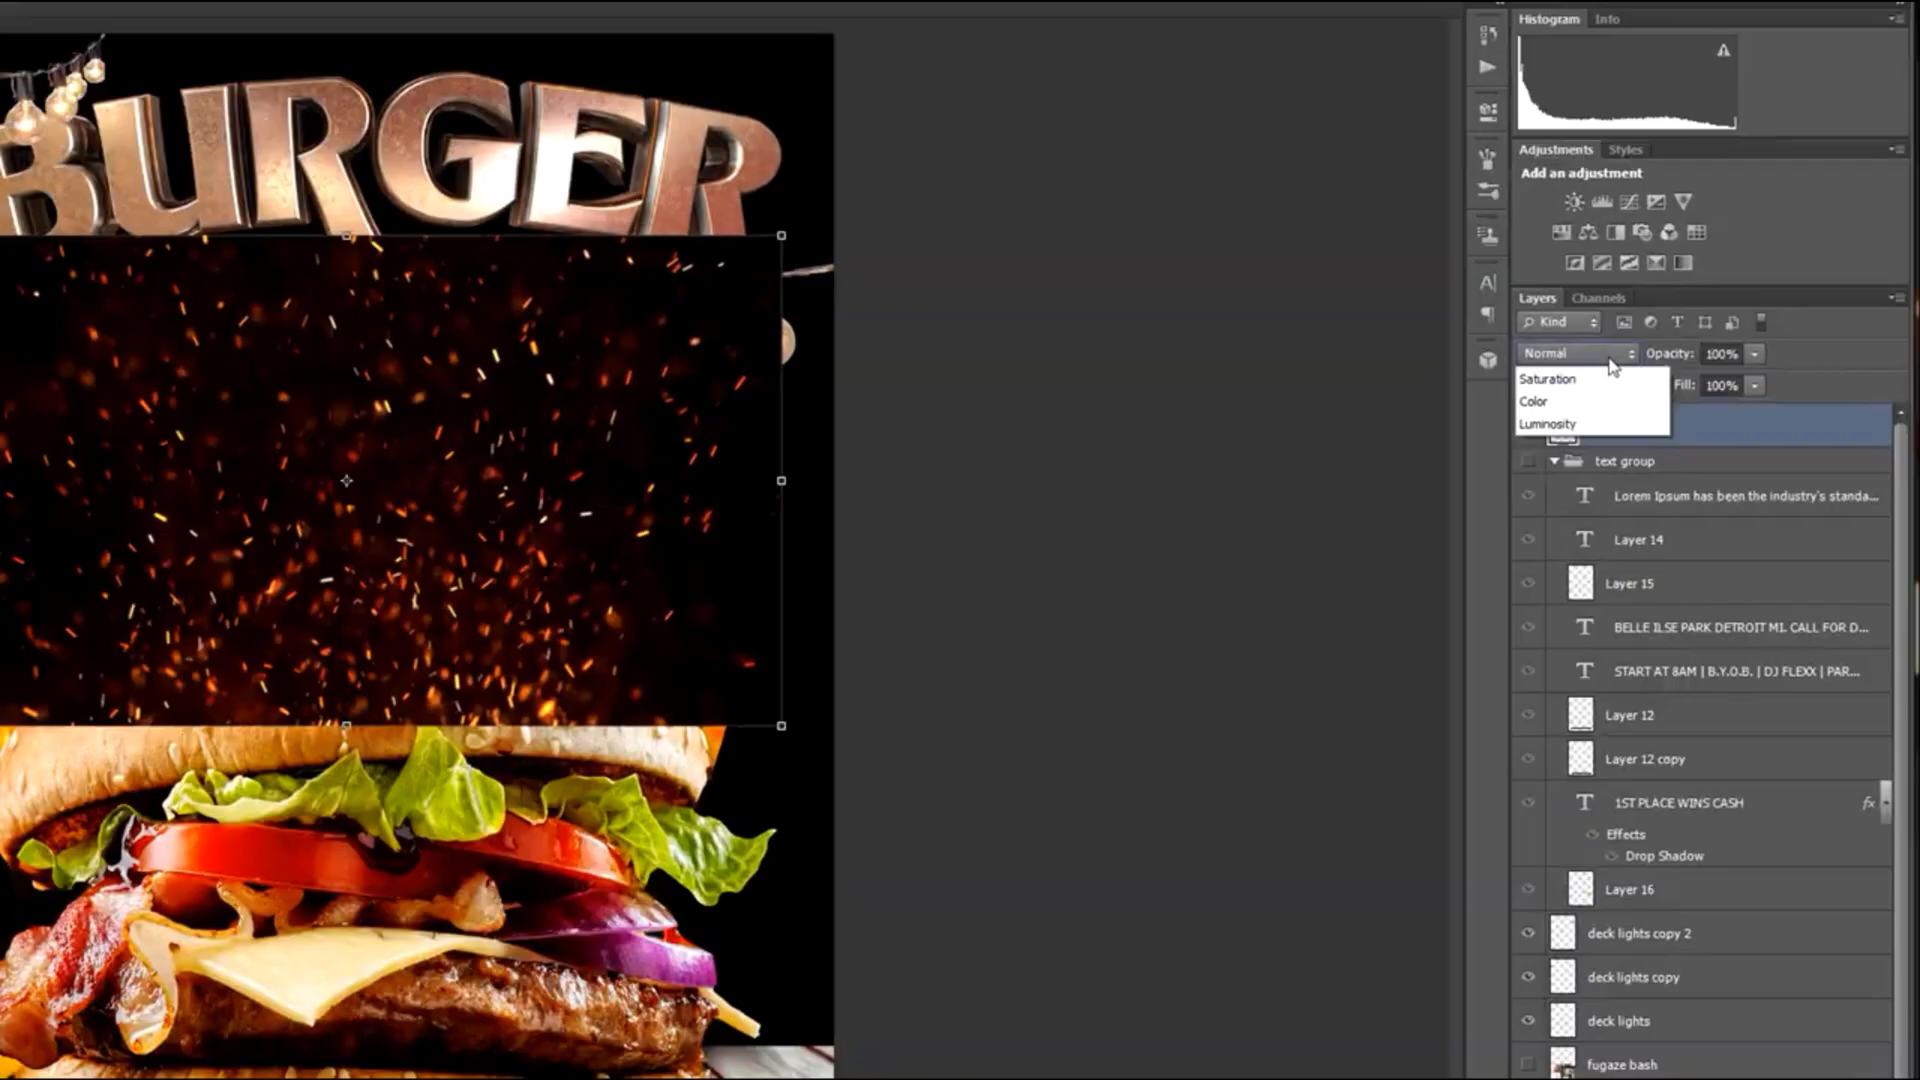 BURGER
Histogram Info
Adjustments Styles
Add an adjustment
Layers Channels
Kind
Normal Opacity: 100%
Saturation
Color
Luminosity
Fill: 100%
text group
Lorem Ipsum has been the industry's standa...
Layer 14
Layer 15
BELLE ILSE PARK DETROIT MI. CALL FOR D...
START AT 8AM | B.Y.O.B. | DJ FLEXX | PAR...
Layer 12
Layer 12 copy
1ST PLACE WINS CASH fx
Effects
Drop Shadow
Layer 16
deck lights copy 2
deck lights copy
deck lights
fugaze bash